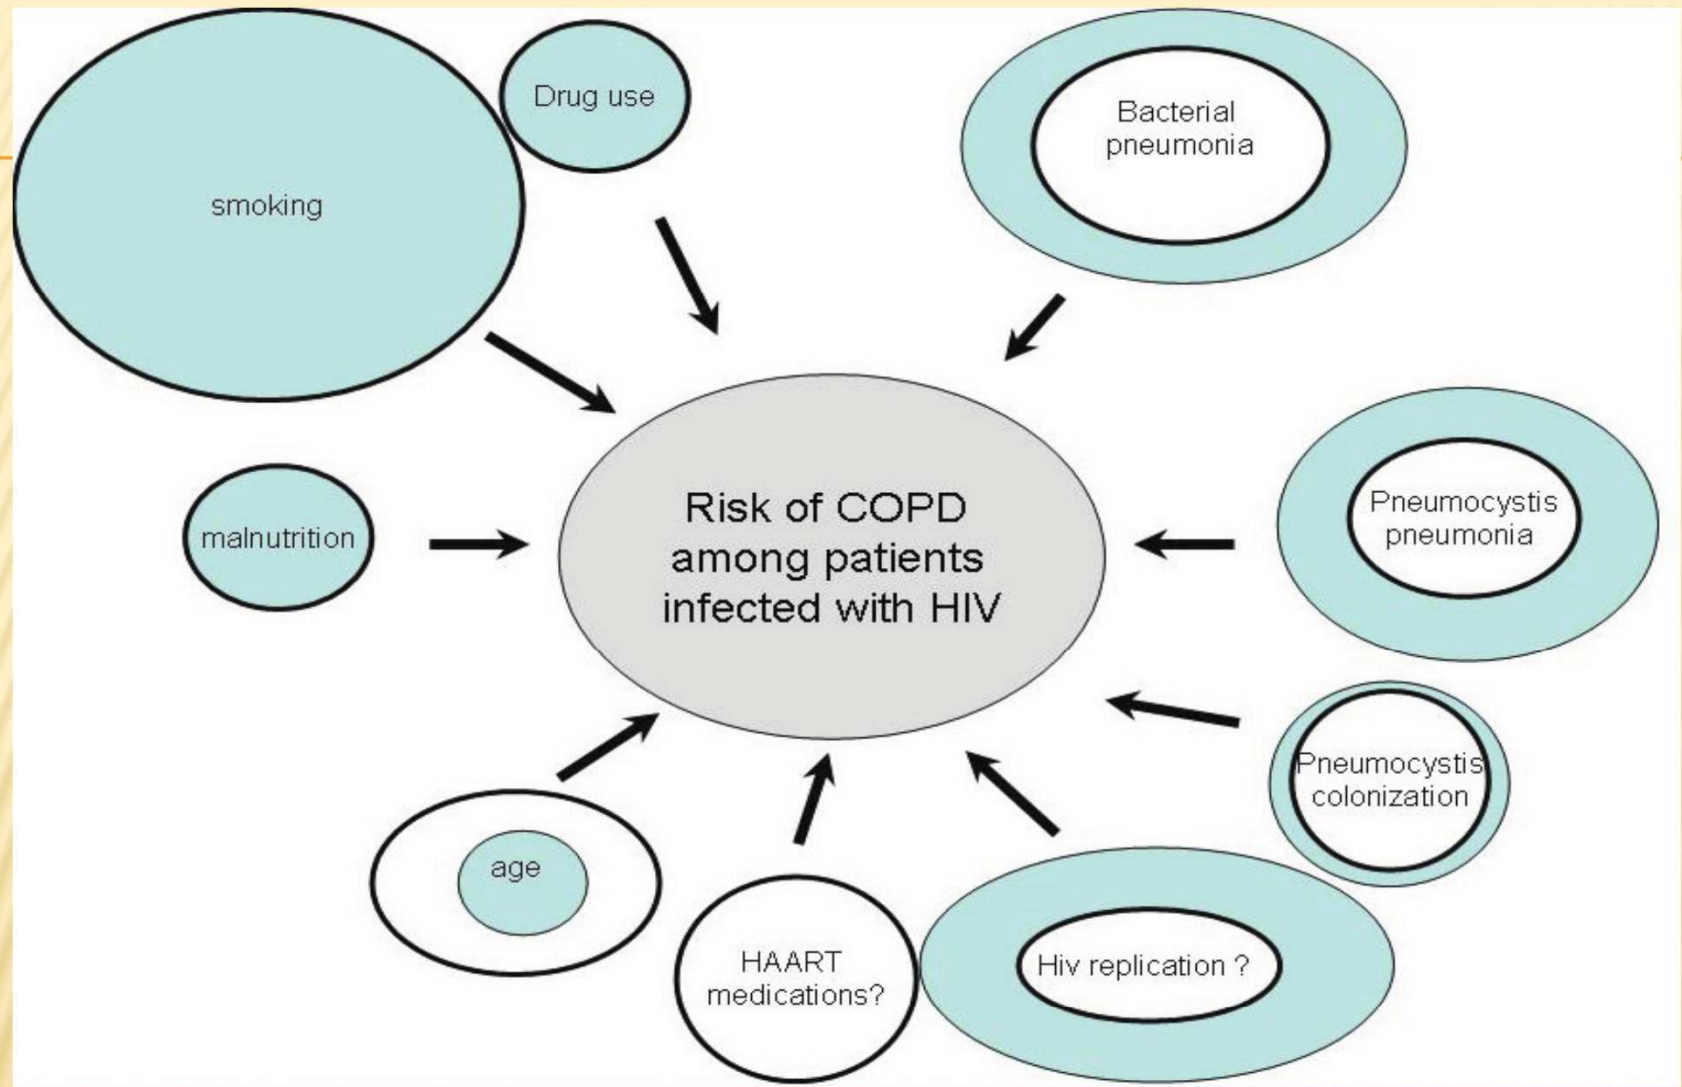 Drug use
smoking
Bacterial
pneumonia
Risk of COPD
among patients
infected with HIV
Pneumocystis
pneumonia
malnutrition
Pneumocystis
colonization
age
HAART
medications?
Hiv replication ?